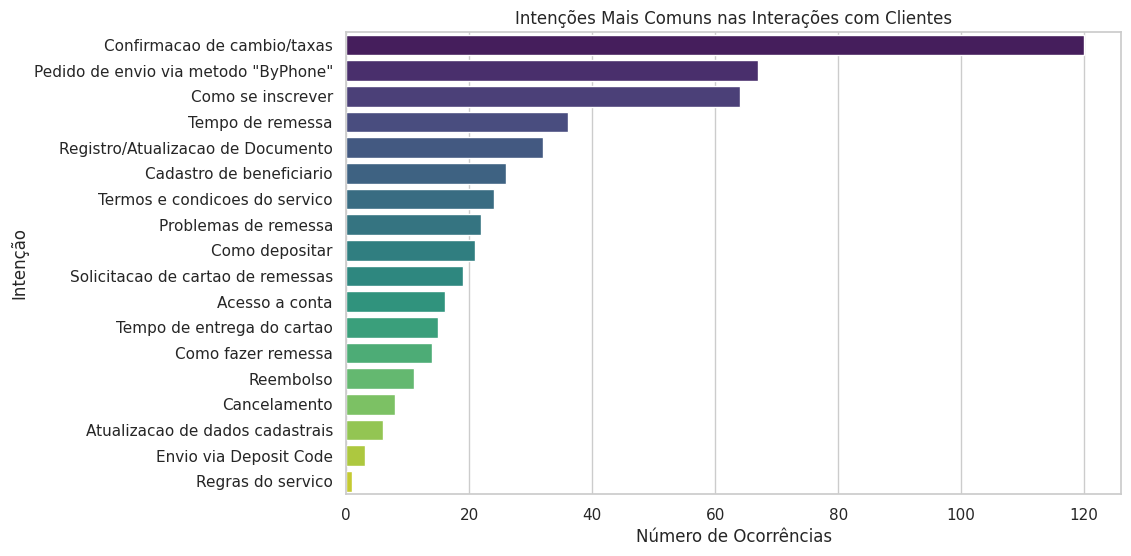 Intenções Mais Comuns nas Interações com Clientes
Intenção
Confirmacao de cambio/taxas
Pedido de envio via metodo "ByPhone"
Como se inscrever
Tempo de remessa
Registro/Atualizacao de Documento
Cadastro de beneficiario
Termos e condicoes do servico
Problemas de remessa
Como depositar
Solicitacao de cartao de remessas
Acesso a conta
Tempo de entrega do cartao
Como fazer remessa
Reembolso
Cancelamento
Atualizacao de dados cadastrais
Envio via Deposit Code
Regras do servico
0 20 40 60 80 100 120
Número de Ocorrências